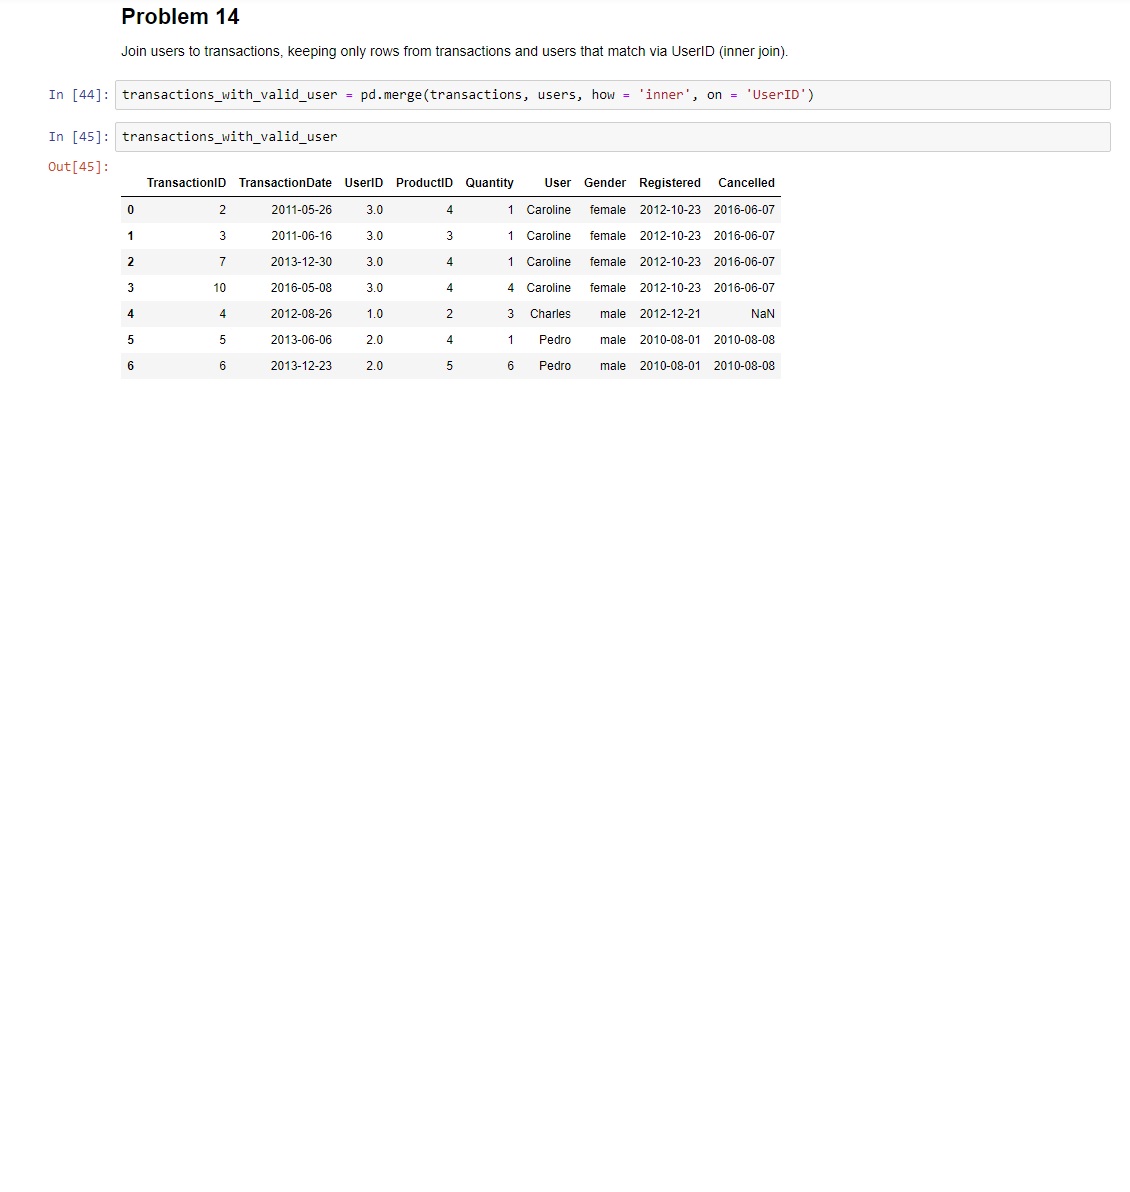 Problem 14
Join users to transactions, keeping only rows from transactions and users that match via UserID (inner join).
In [44]: transactions_with_valid_user = pd.merge(transactions, users, how = 'inner', on = 'UserID')
In [45]: transactions_with_valid_user
Out[45]:
TransactionID TransactionDate UserID ProductID Quantity User Gender Registered Cancelled
0 2 2011-05-26 3.0 4 1 Caroline female 2012-10-23 2016-06-07
1 3 2011-06-16 3.0 3 1 Caroline female 2012-10-23 2016-06-07
2 7 2013-12-30 3.0 4 1 Caroline female 2012-10-23 2016-06-07
3 10 2016-05-08 3.0 4 4 Caroline female 2012-10-23 2016-06-07
4 4 2012-08-26 1.0 2 3 Charles male 2012-12-21 NaN
5 5 2013-06-06 2.0 4 1 Pedro male 2010-08-01 2010-08-08
6 6 2013-12-23 2.0 5 6 Pedro male 2010-08-01 2010-08-08